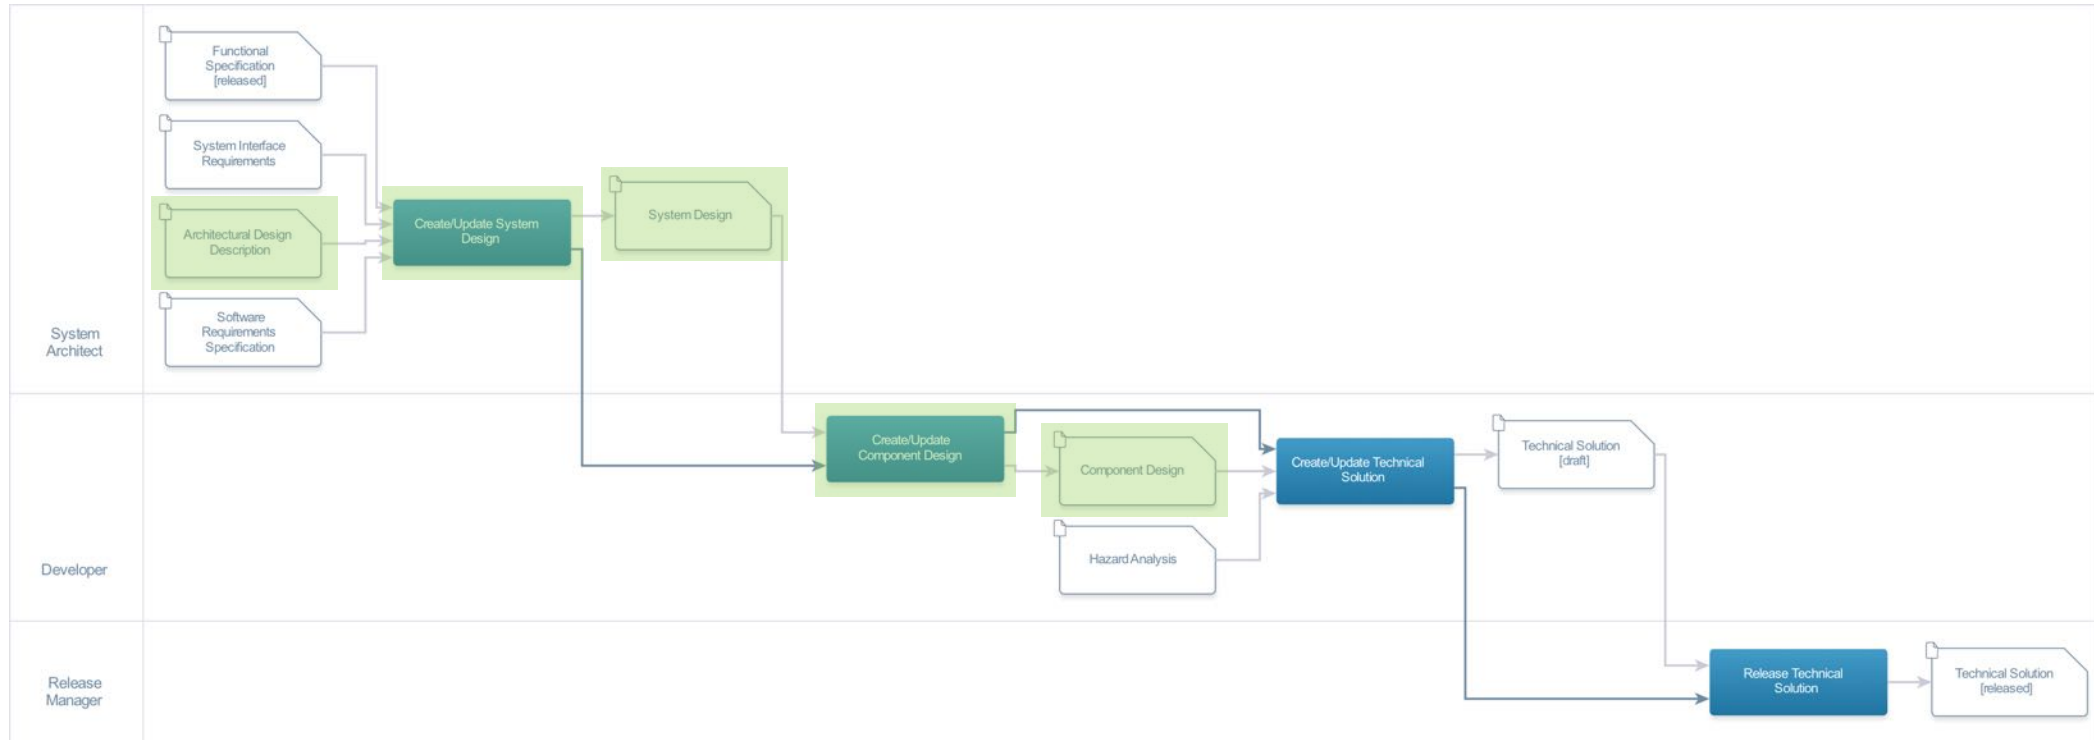 Functional
Specification
[released]
System Interface
Requirements
Architectural Design
Description
Software
Requirements
Specification
Create/Update System
Design
System Design
System
Architect
Create/Update
Component Design
Component Design
Hazard Analysis
Create/Update Technical
Solution
Technical Solution
[draft]
Developer
Release
Manager
Release Technical
Solution
Technical Solution
[released]